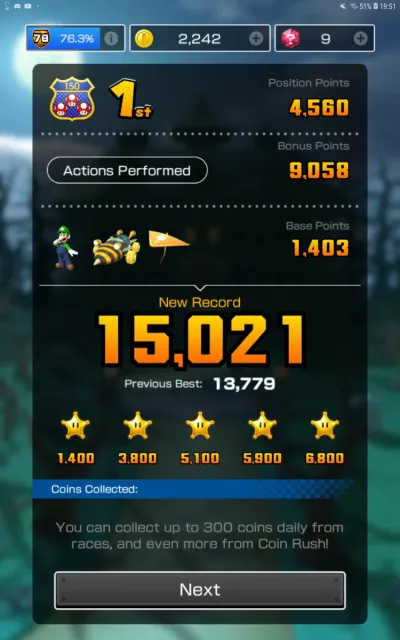 51% 19:51
78 76.3% i 2,242 + 9 +
150 1st Position Points
4,560
Bonus Points
Actions Performed 9,058
Base Points
1,403
New Record
15,021
Previous Best: 13,779
1,400 3,800 5,100 5,900 6,800
Coins Collected:
You can collect up to 300 coins daily from
races, and even more from Coin Rush!
Next